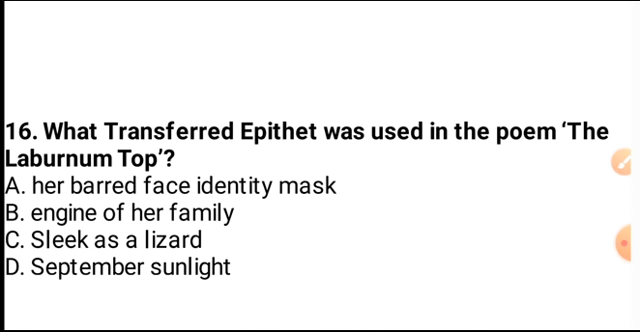 16. What Transferred Epithet was used in the poem ‘The
Laburnum Top’?
A. her barred face identity mask
B. engine of her family
C. Sleek as a lizard
D. September sunlight